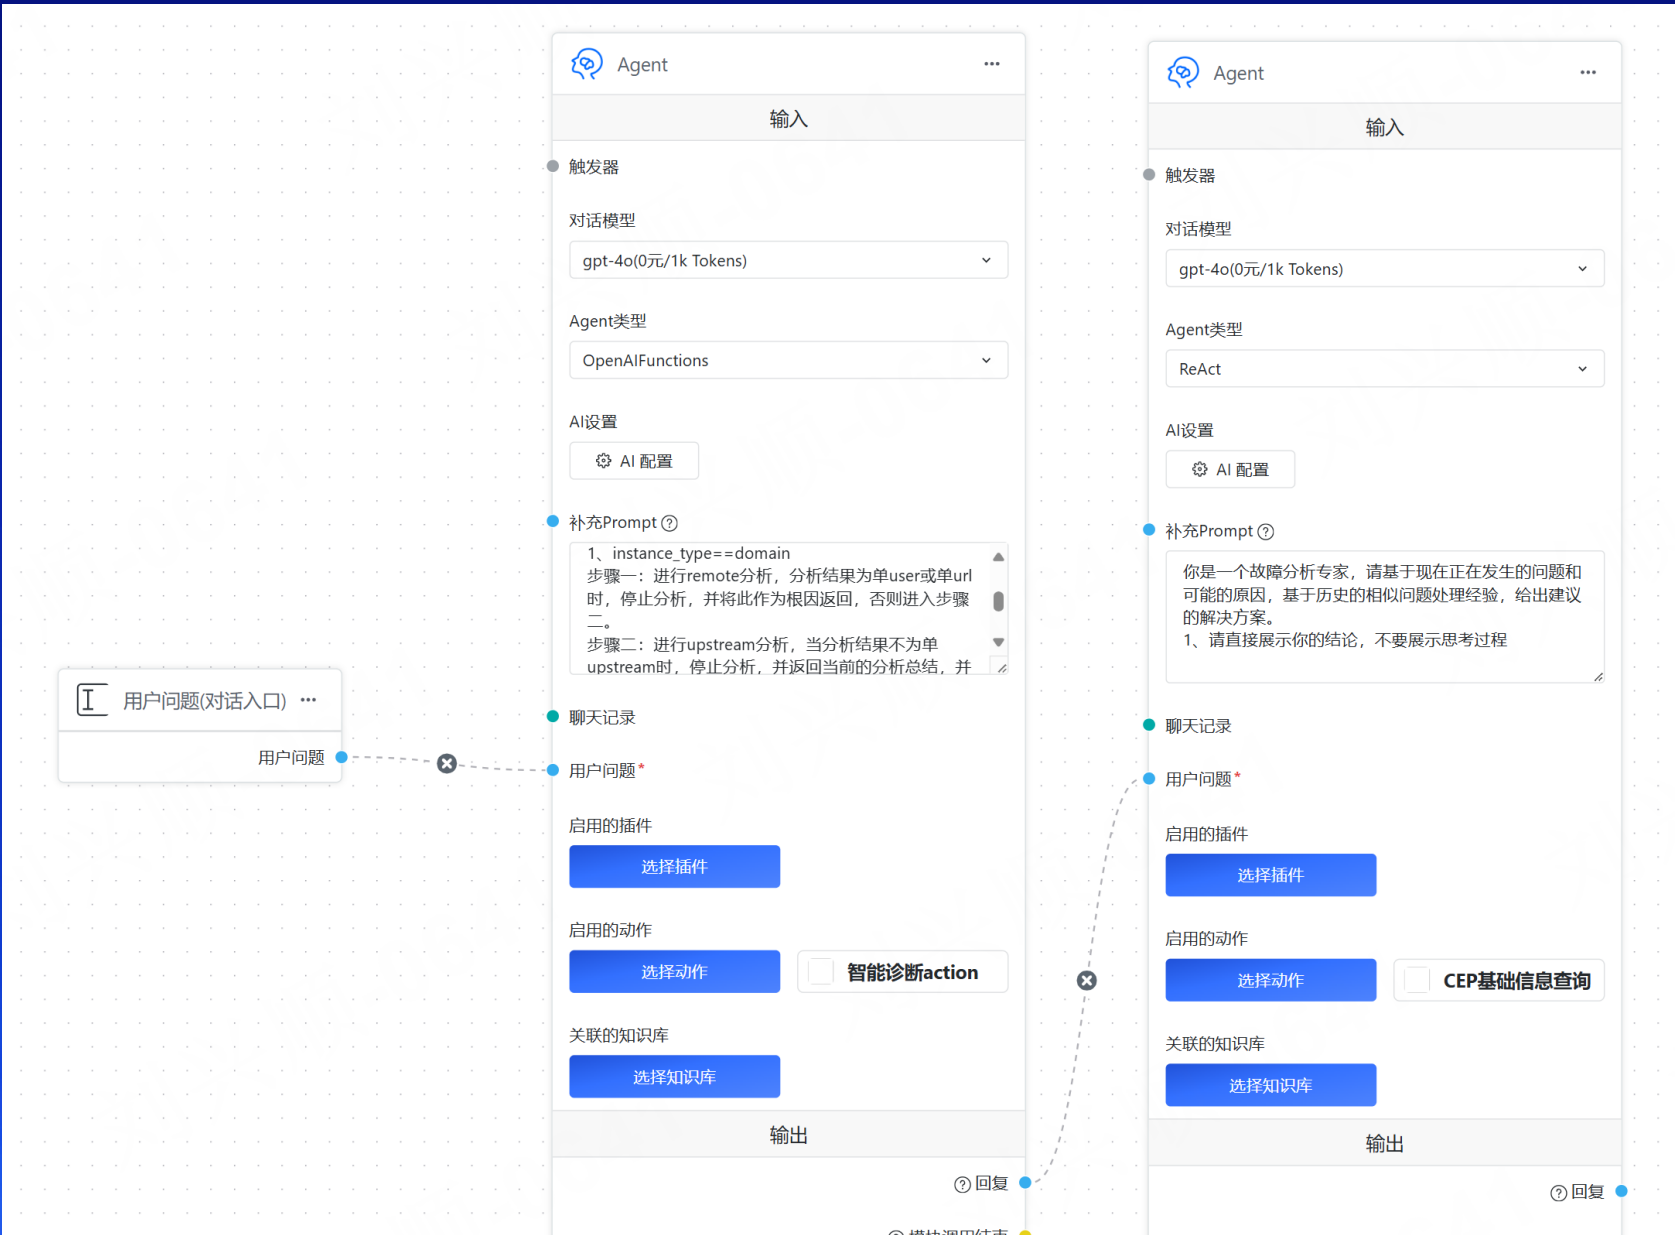 用户问题(对话入口)
用户问题
Agent
输入
触发器
对话模型
gpt-4o(0元/1k Tokens)
Agent类型
OpenAIFunctions
AI设置
AI 配置
补充Prompt
1、instance_type==domain
步骤一：进行remote分析，分析结果为单user或单url
时，停止分析，并将此作为根因返回，否则进入步骤
二。
步骤二：进行upstream分析，当分析结果不为单
upstream时，停止分析，并返回当前的分析总结，并
聊天记录
用户问题*
启用的插件
选择插件
启用的动作
选择动作
智能诊断action
关联的知识库
选择知识库
输出
回复
模块调用结束
Agent
输入
触发器
对话模型
gpt-4o(0元/1k Tokens)
Agent类型
ReAct
AI设置
AI 配置
补充Prompt
你是一个故障分析专家，请基于现在正在发生的问题和
可能的原因，基于历史的相似问题处理经验，给出建议
的解决方案。
1、请直接展示你的结论，不要展示思考过程
聊天记录
用户问题*
启用的插件
选择插件
启用的动作
选择动作
CEP基础信息查询
关联的知识库
选择知识库
输出
回复